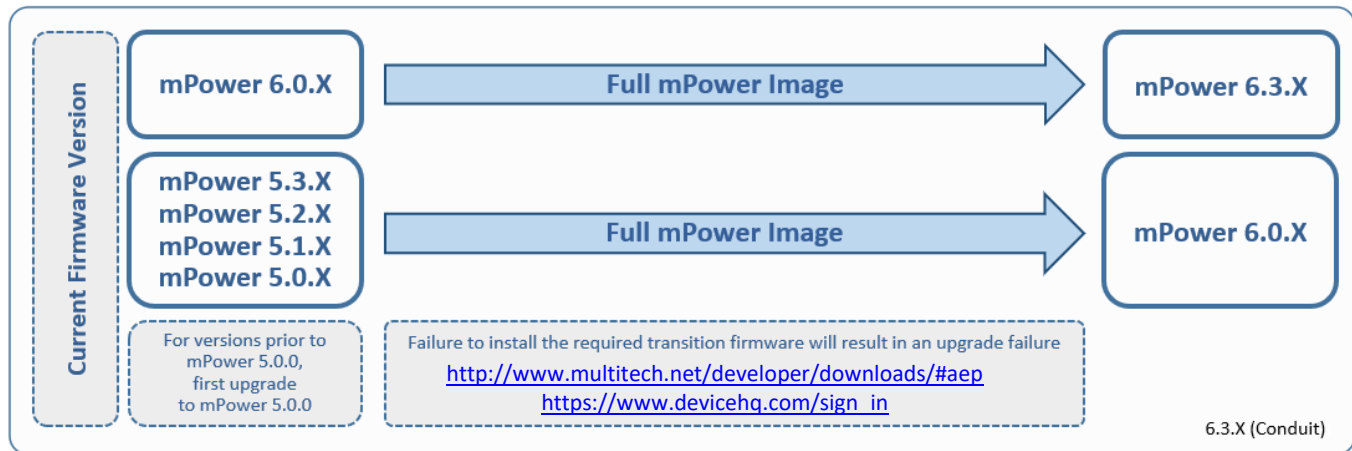 Current Firmware Version
mPower 6.0.X
Full mPower Image
mPower 6.3.X
mPower 5.3.X
mPower 5.2.X
mPower 5.1.X
mPower 5.0.X
Full mPower Image
mPower 6.0.X
For versions prior to
mPower 5.0.0,
first upgrade
to mPower 5.0.0
Failure to install the required transition firmware will result in an upgrade failure
http://www.multitech.net/developer/downloads/#aep
https://www.devicehq.com/sign_in
6.3.X (Conduit)